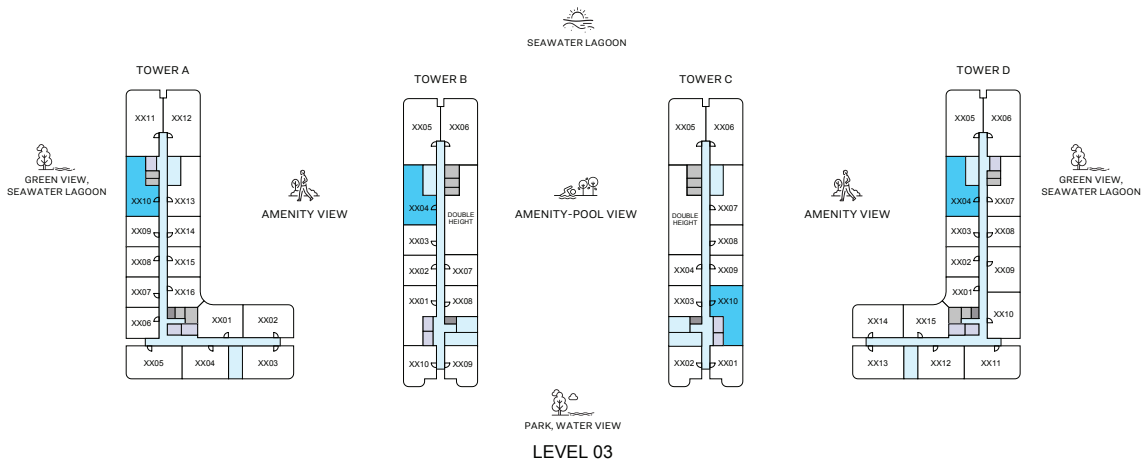 SEAWATER LAGOON
TOWER A
TOWER B
TOWER C
TOWER D
XX11
XX12
XX10
XX13
XX09
XX14
XX08
XX15
XX07
XX16
XX06
XX01
XX02
XX05
XX04
XX03
XX05
XX06
XX04
DOUBLE
HEIGHT
XX03
XX02
XX07
XX01
XX08
XX10
XX09
XX05
XX06
XX07
DOUBLE
HEIGHT
XX08
XX04
XX09
XX03
XX10
XX02
XX01
XX05
XX06
XX04
XX07
XX03
XX02
XX09
XX01
XX10
XX14
XX15
XX13
XX12
XX11
GREEN VIEW,
SEAWATER LAGOON
AMENITY VIEW
AMENITY-POOL VIEW
AMENITY VIEW
GREEN VIEW,
SEAWATER LAGOON
PARK, WATER VIEW
LEVEL 03